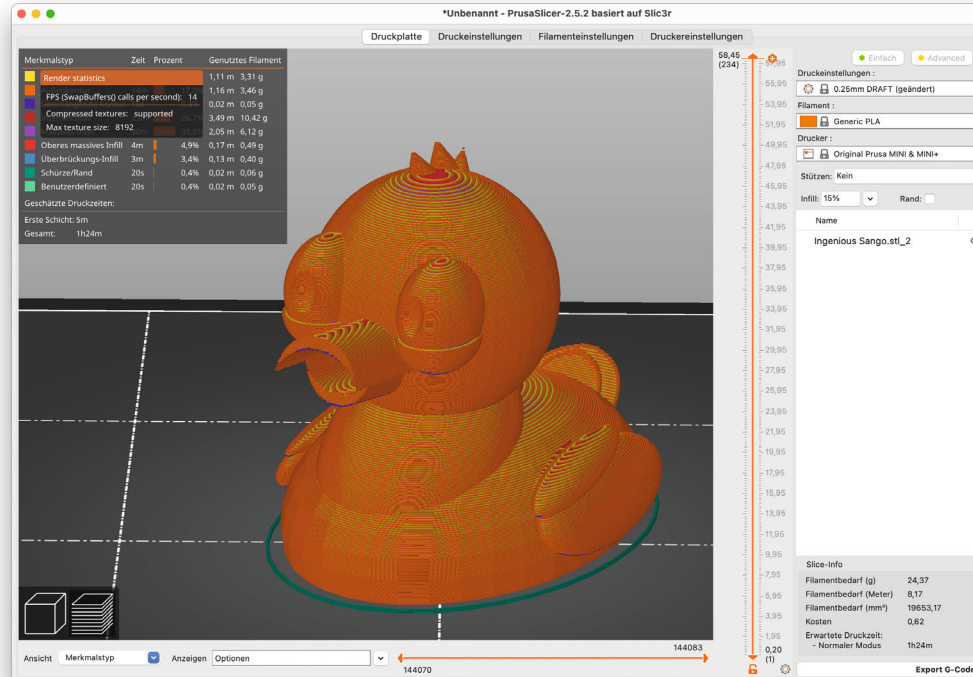 *Unbenannt - PrusaSlicer-2.5.2 basiert auf Slic3r
Druckplatte Druckeinstellungen Filamenteinstellungen Druckereinstellungen
Merkmalstyp Zeit Prozent Genutztes Filament
Render statistics 1,11 m 3,31 g
FPS (SwapBuffers() calls per second): 14 1,16 m 3,46 g
0,02 m 0,05 g
Compressed textures: supported 3,49 m 10,42 g
Max texture size: 8192 2,05 m 6,12 g
Oberes massives Infill 4m 4,9% 0,17 m 0,49 g
Überbrückungs-Infill 3m 3,4% 0,13 m 0,40 g
Schürze/Rand 20s 0,4% 0,02 m 0,06 g
Benutzerdefiniert 20s 0,4% 0,02 m 0,05 g
Geschätzte Druckzeiten:
Erste Schicht: 5m
Gesamt: 1h24m
58,45
(234)
55,95
53,95
51,95
49,95
47,95
45,95
43,95
41,95
39,95
37,95
35,95
33,95
31,95
29,95
27,95
25,95
23,95
21,95
19,95
17,95
15,95
13,95
11,95
9,95
7,95
5,95
3,95
1,95
0,20
(1)
Einfach Advanced
Druckeinstellungen :
0.25mm DRAFT (geändert)
Filament :
Generic PLA
Drucker :
Original Prusa MINI & MINI+
Stützen: Kein
Infill: 15% Rand:
Name
Ingenious Sango.stl_2
Slice-Info
Filamentbedarf (g) 24,37
Filamentbedarf (Meter) 8,17
Filamentbedarf (mm³) 19653,17
Kosten 0,62
Erwartete Druckzeit:
- Normaler Modus 1h24m
Export G-Code
Ansicht Merkmalstyp Anzeigen Optionen
144083
144070